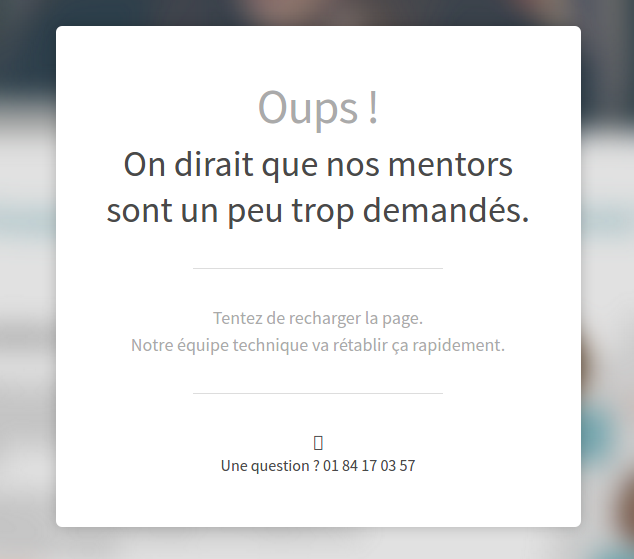 Oups !
On dirait que nos mentors
sont un peu trop demandés.
Tentez de recharger la page.
Notre équipe technique va rétablir ça rapidement.
Une question ? 01 84 17 03 57